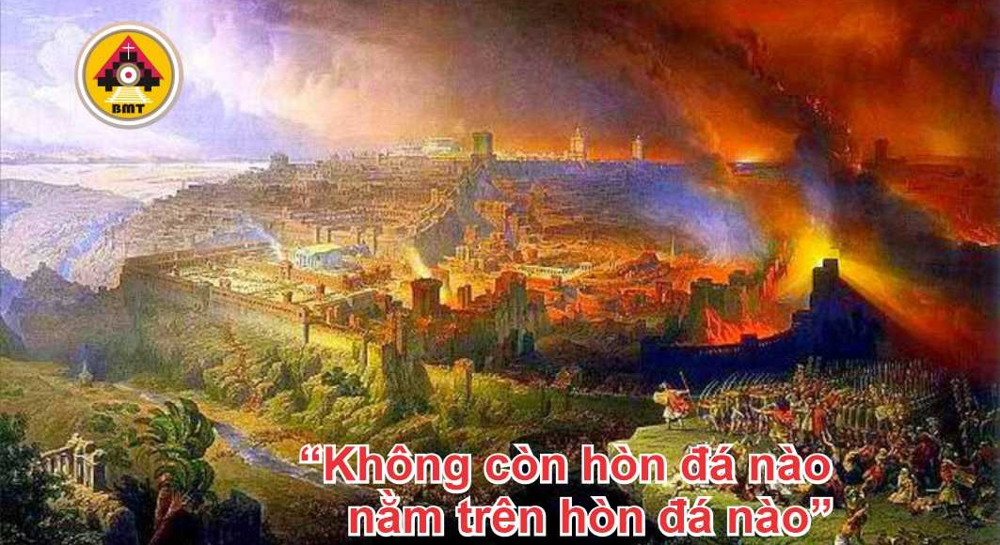 BMT
“Không còn hòn đá nào
nằm trên hòn đá nào”